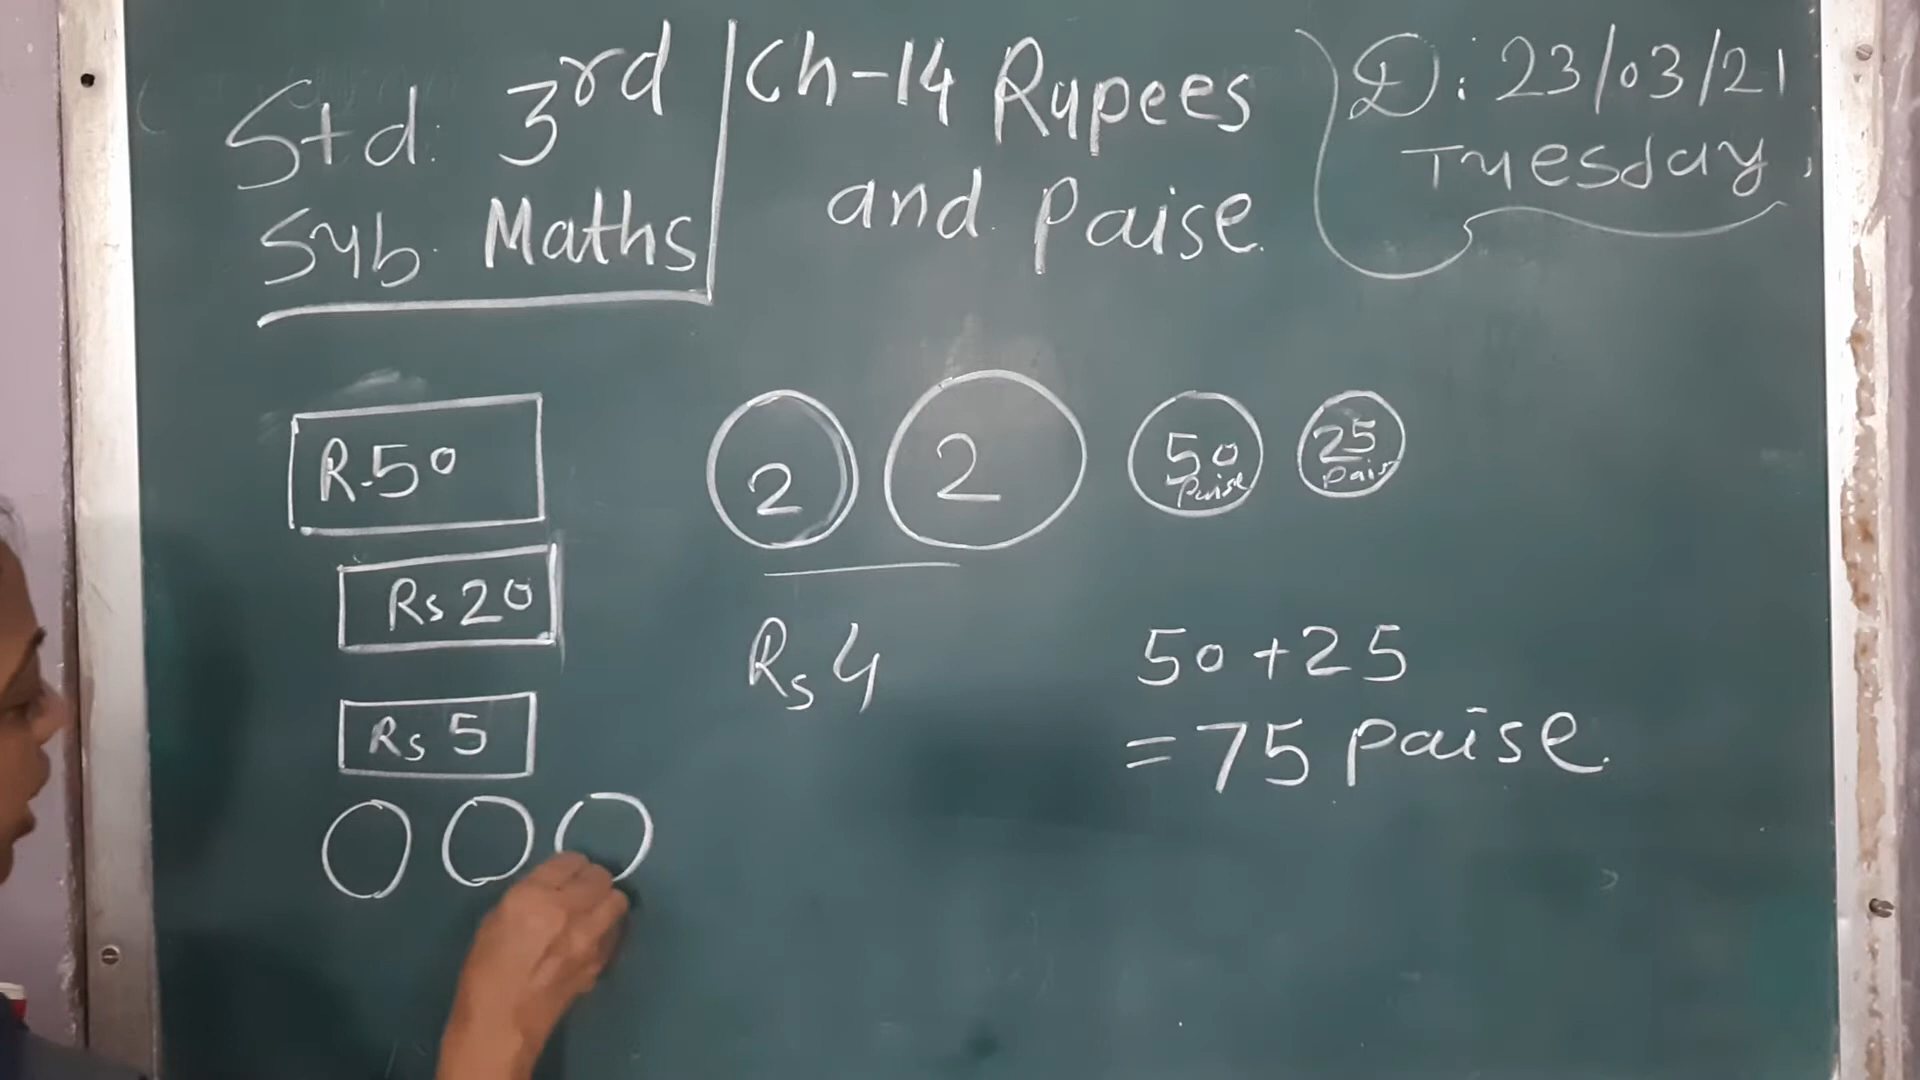 Std: 3rd
Sub. Maths
Ch-14 Rupees
and Paise.
D: 23/03/21
Tuesday.
R.50
Rs 20
Rs 5
2
2
50
Paise
25
Pais
Rs 4
50 + 25
= 75 Paise.